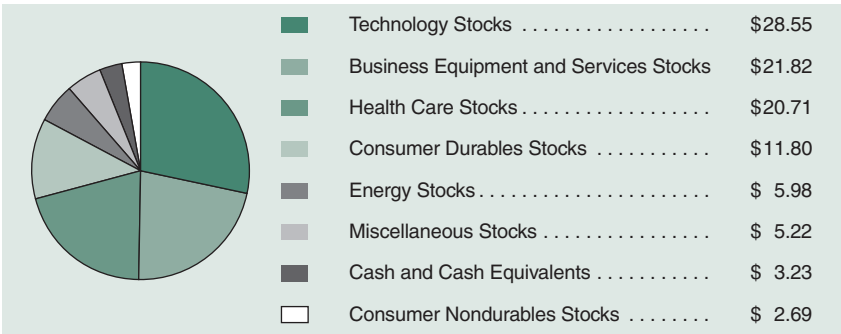 Technology Stocks . . . . . . . . . . . . . . . . . . $28.55
Business Equipment and Services Stocks $21.82
Health Care Stocks . . . . . . . . . . . . . . . . . . $20.71
Consumer Durables Stocks . . . . . . . . . . . $11.80
Energy Stocks . . . . . . . . . . . . . . . . . . . . . . $ 5.98
Miscellaneous Stocks . . . . . . . . . . . . . . . . $ 5.22
Cash and Cash Equivalents . . . . . . . . . . . $ 3.23
Consumer Nondurables Stocks . . . . . . . . $ 2.69